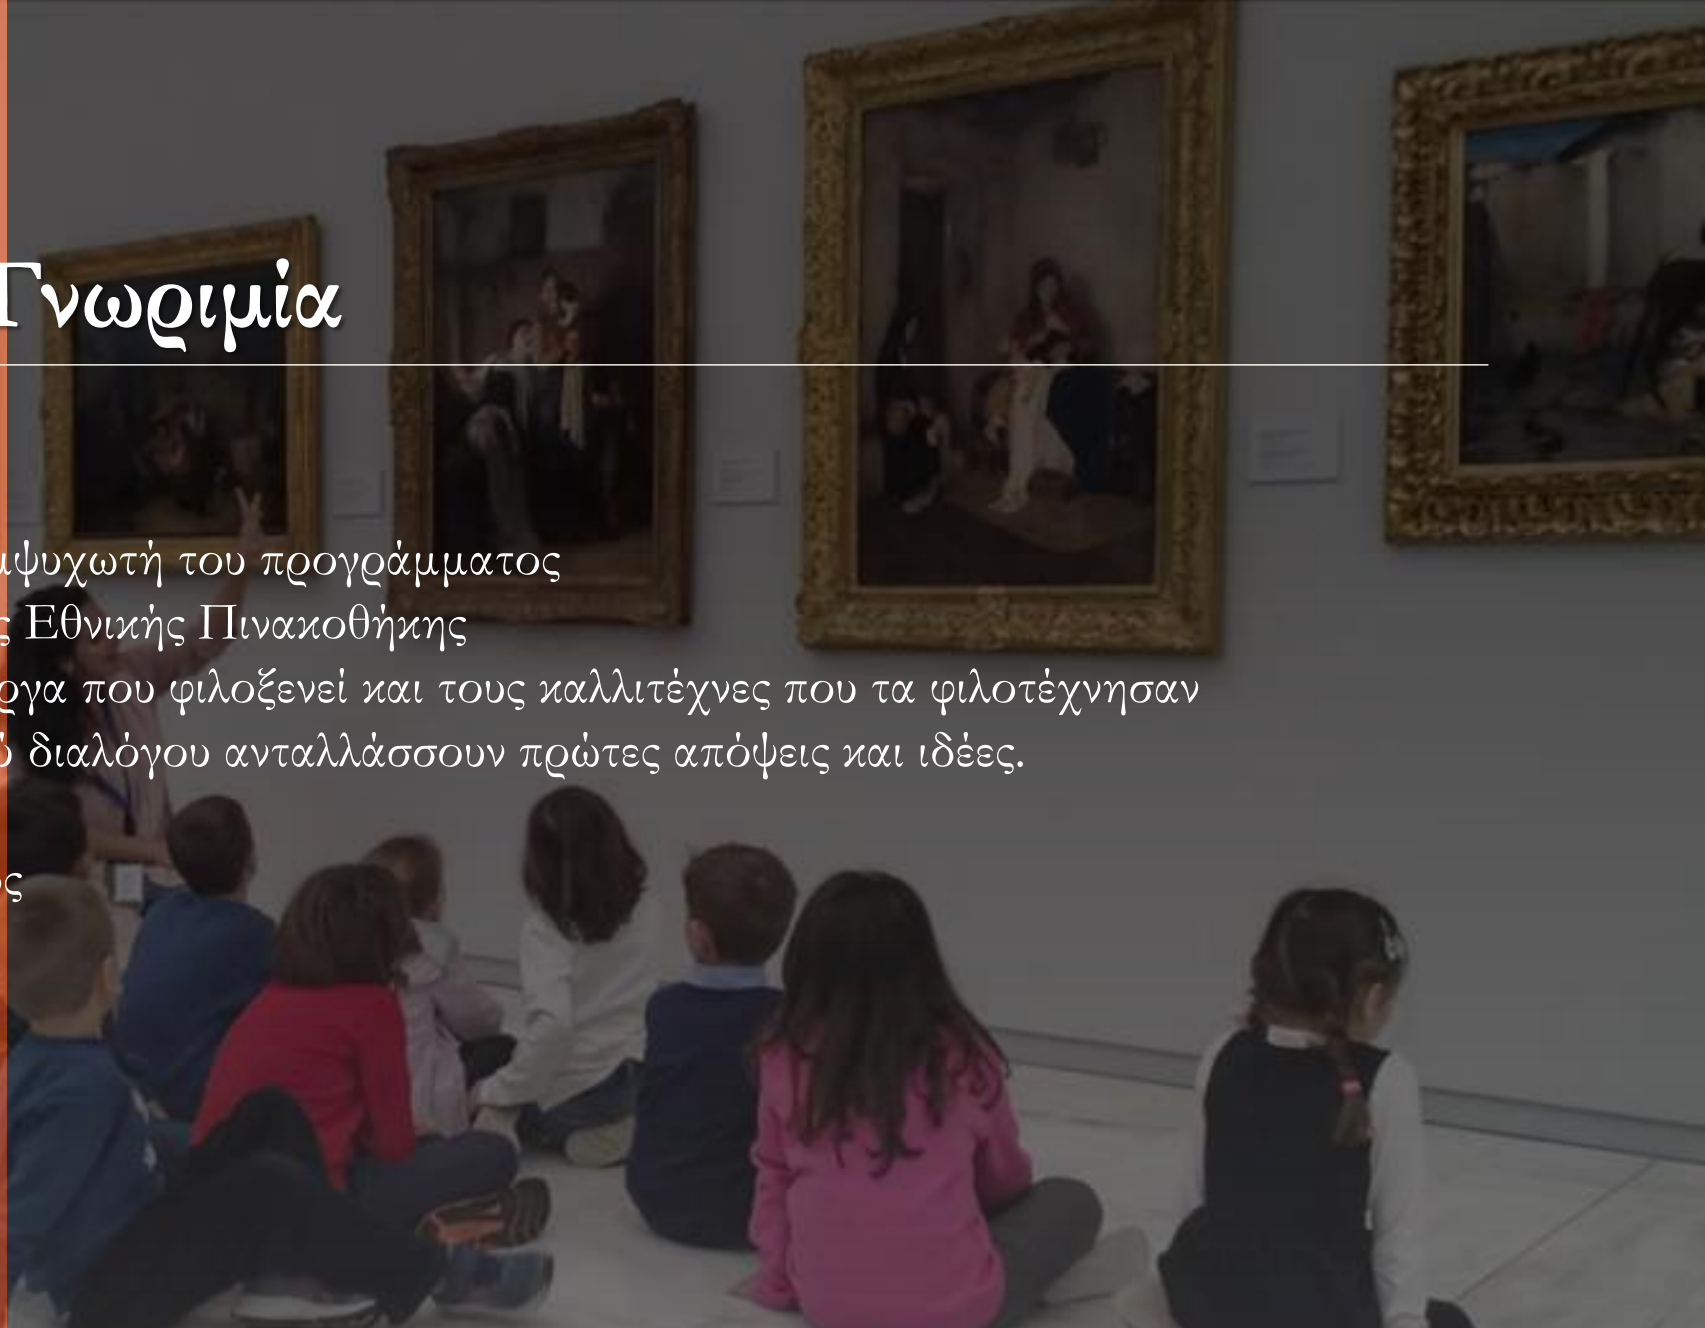 Γνωριμία
μψυχωτή του προγράμματος
ς Εθνικής Πινακοθήκης
ργα που φιλοξενεί και τους καλλιτέχνες που τα φιλοτέχνησαν
ύ διαλόγου ανταλλάσσουν πρώτες απόψεις και ιδέες.
ος